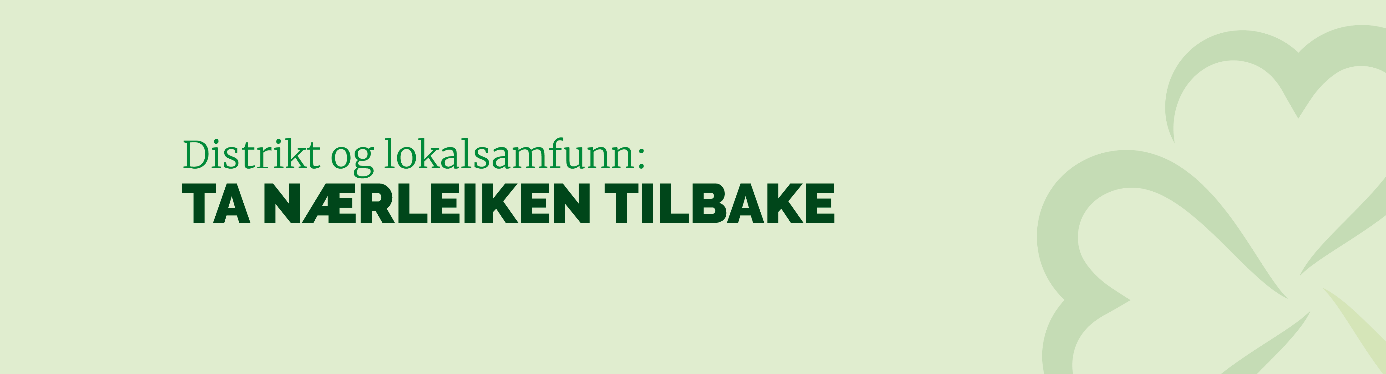 Distrikt og lokalsamfunn:
TA NÆRLEIKEN TILBAKE